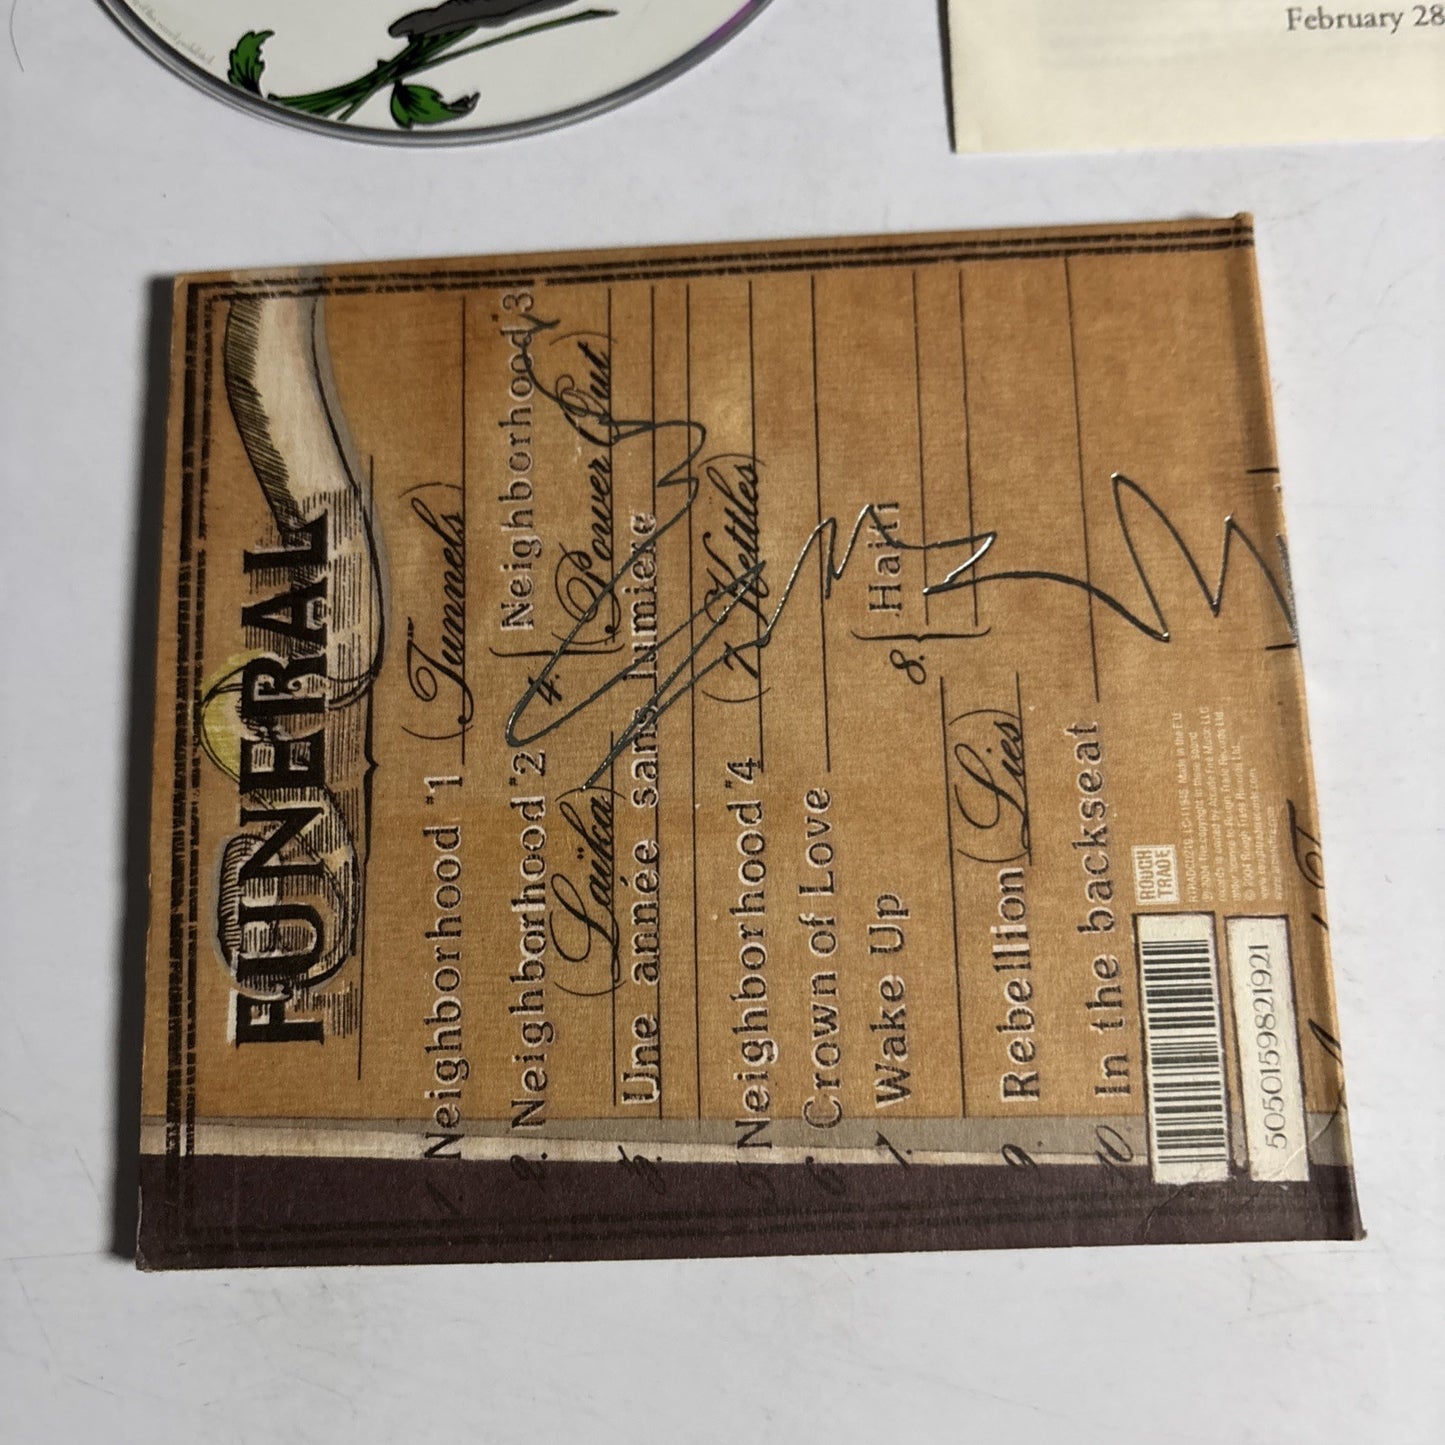 February 28
FUNERAL
1. Neighborhood #1 (Tunnels)
2. Neighborhood #2 (Laïka)
3. Une année sans lumiere
4. Neighborhood #3 (Power Out)
5. Neighborhood #4 (7 Kettles)
6. Crown of Love
7. Wake Up
8. Haiti
9. Rebellion (Lies)
10. In the backseat
ROUGH
TRADE
5050159821921